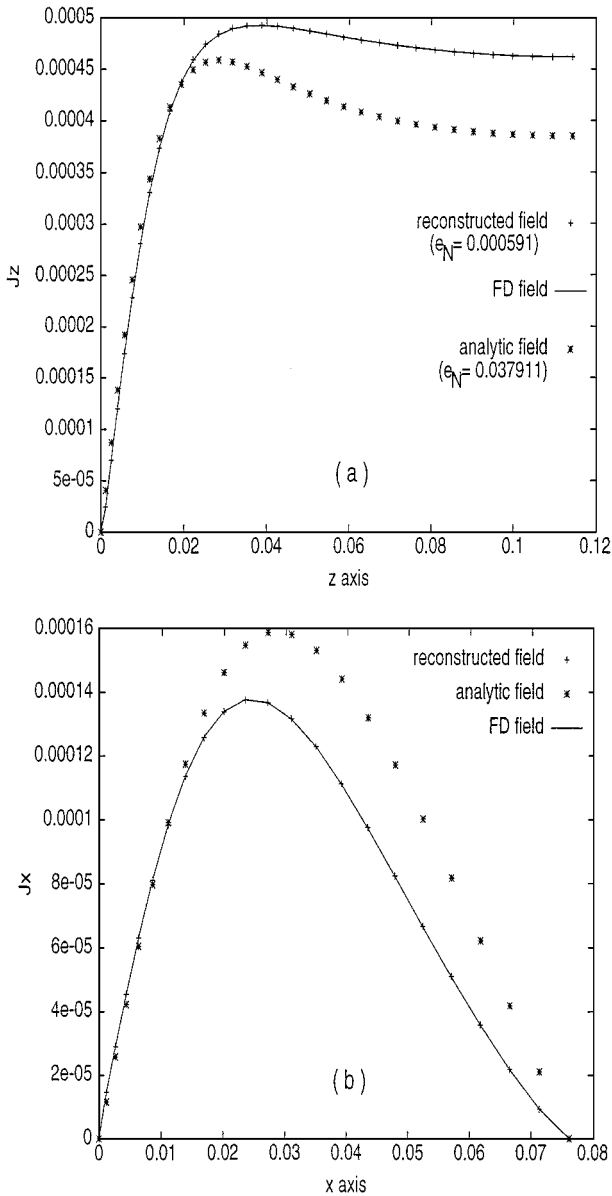 0.0005
0.00045
0.0004
0.00035
0.0003
0.00025
0.0002
0.00015
0.0001
5e-05
0
Jz
reconstructed field
(e_N= 0.000591)
FD field
analytic field
(e_N= 0.037911)
( a )
0 0.02 0.04 0.06 0.08 0.1 0.12
z axis
0.00016
0.00014
0.00012
0.0001
8e-05
6e-05
4e-05
2e-05
0
Jx
reconstructed field
analytic field
FD field
( b )
0 0.01 0.02 0.03 0.04 0.05 0.06 0.07 0.08
x axis